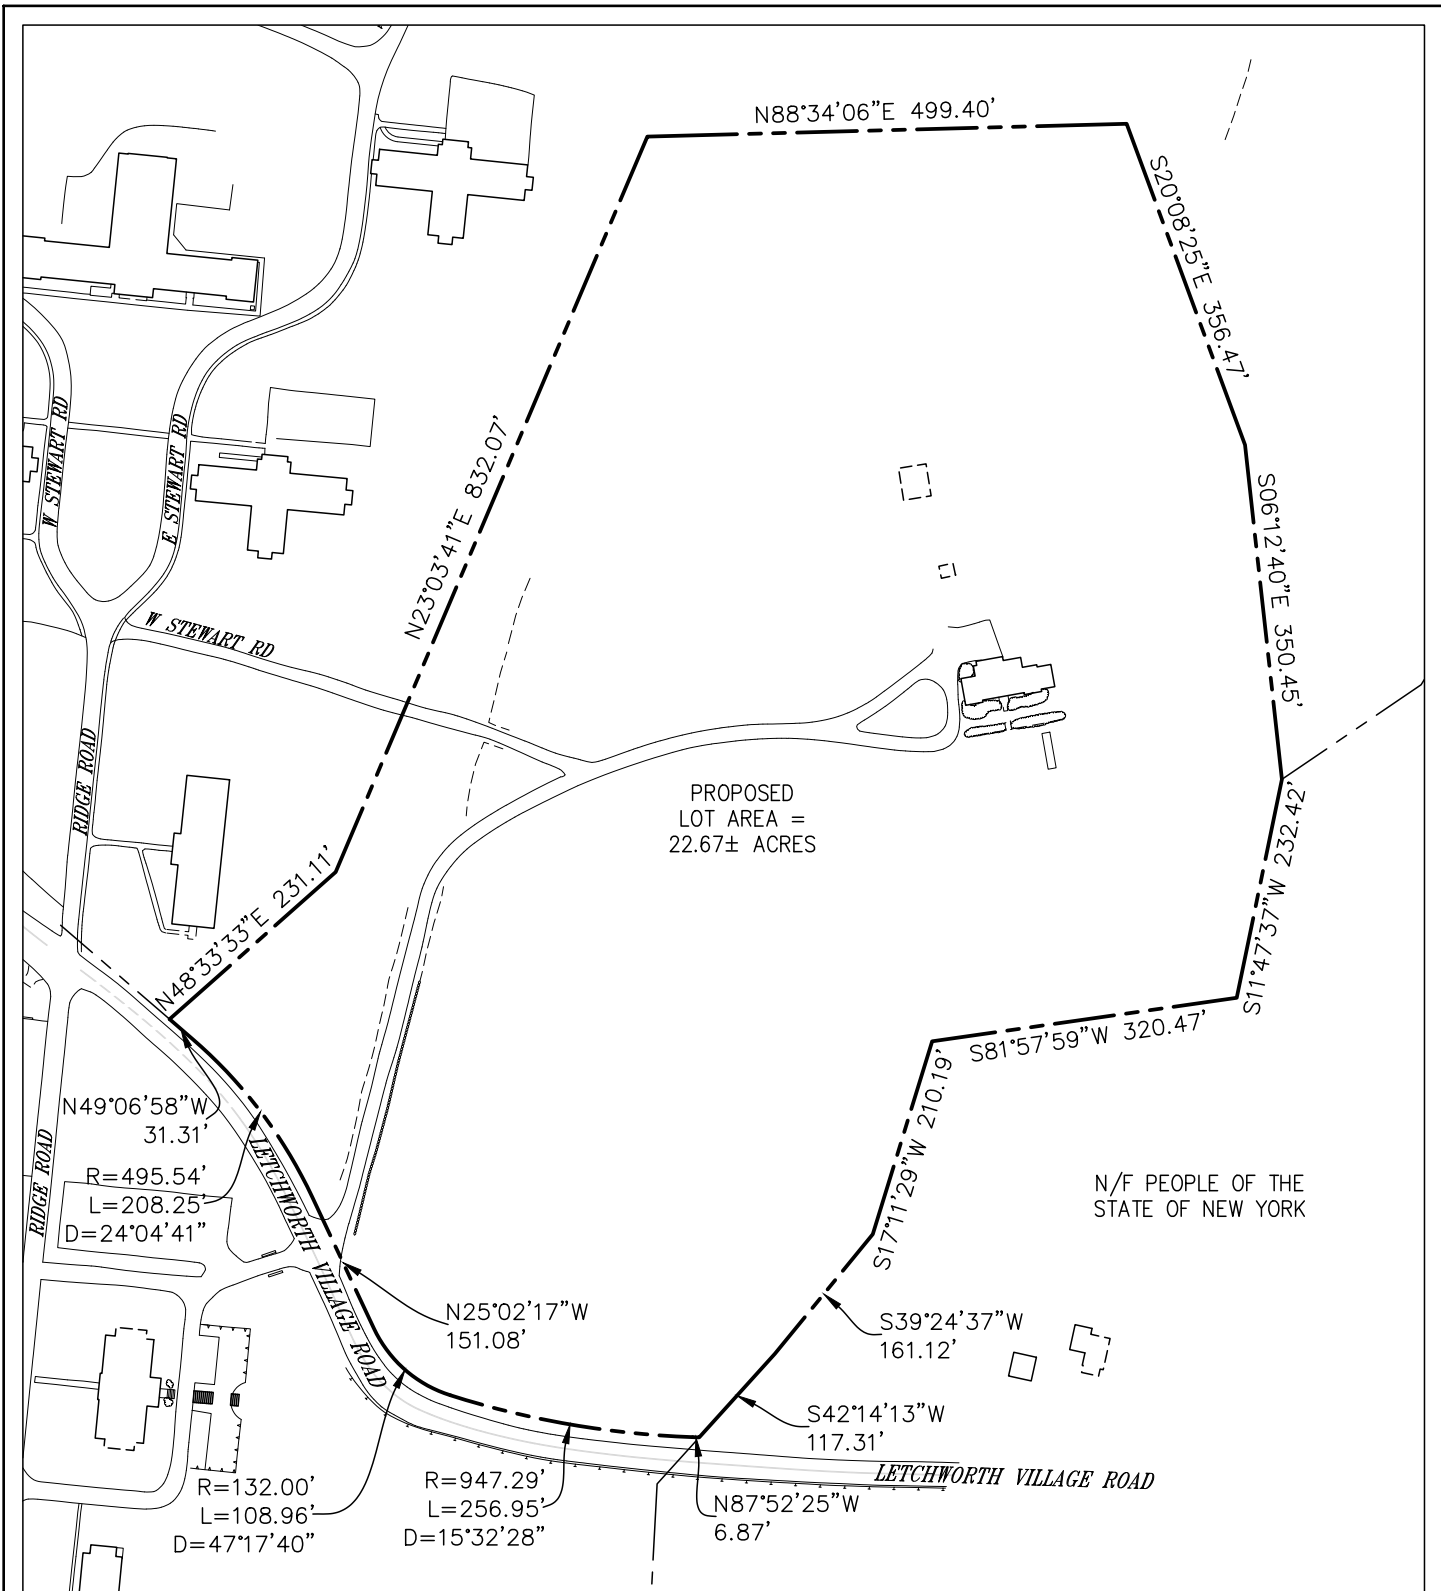 N88°34'06"E 499.40'
S20°08'25"E 356.47'
W STEWART RD
E STEWART RD
N23°03'41"E 832.07'
S06°12'40"E 350.45'
W STEWART RD
RIDGE ROAD
PROPOSED
LOT AREA =
22.67± ACRES
S11°47'37"W 232.42'
N48°33'33"E 231.11'
S81°57'59"W 320.47'
N49°06'58"W
31.31'
RIDGE ROAD
R=495.54'
L=208.25'
D=24°04'41"
LETCHWORTH VILLAGE ROAD
S17°11'29"W 210.19'
N/F PEOPLE OF THE
STATE OF NEW YORK
N25°02'17"W
151.08'
S39°24'37"W
161.12'
S42°14'13"W
117.31'
R=132.00'
L=108.96'
D=47°17'40"
R=947.29'
L=256.95'
D=15°32'28"
LETCHWORTH VILLAGE ROAD
N87°52'25"W
6.87'